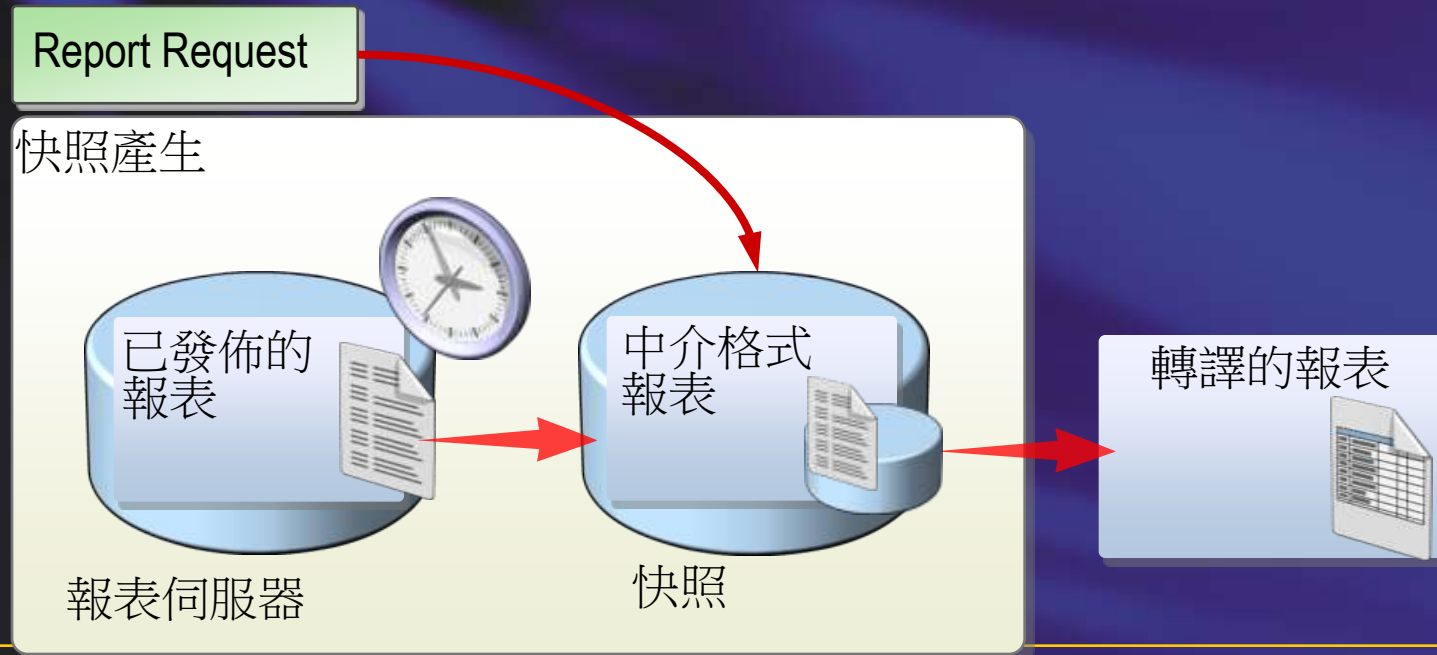 Report Request
快照產生
已發佈的
報表
中介格式
報表
轉譯的報表
報表伺服器
快照